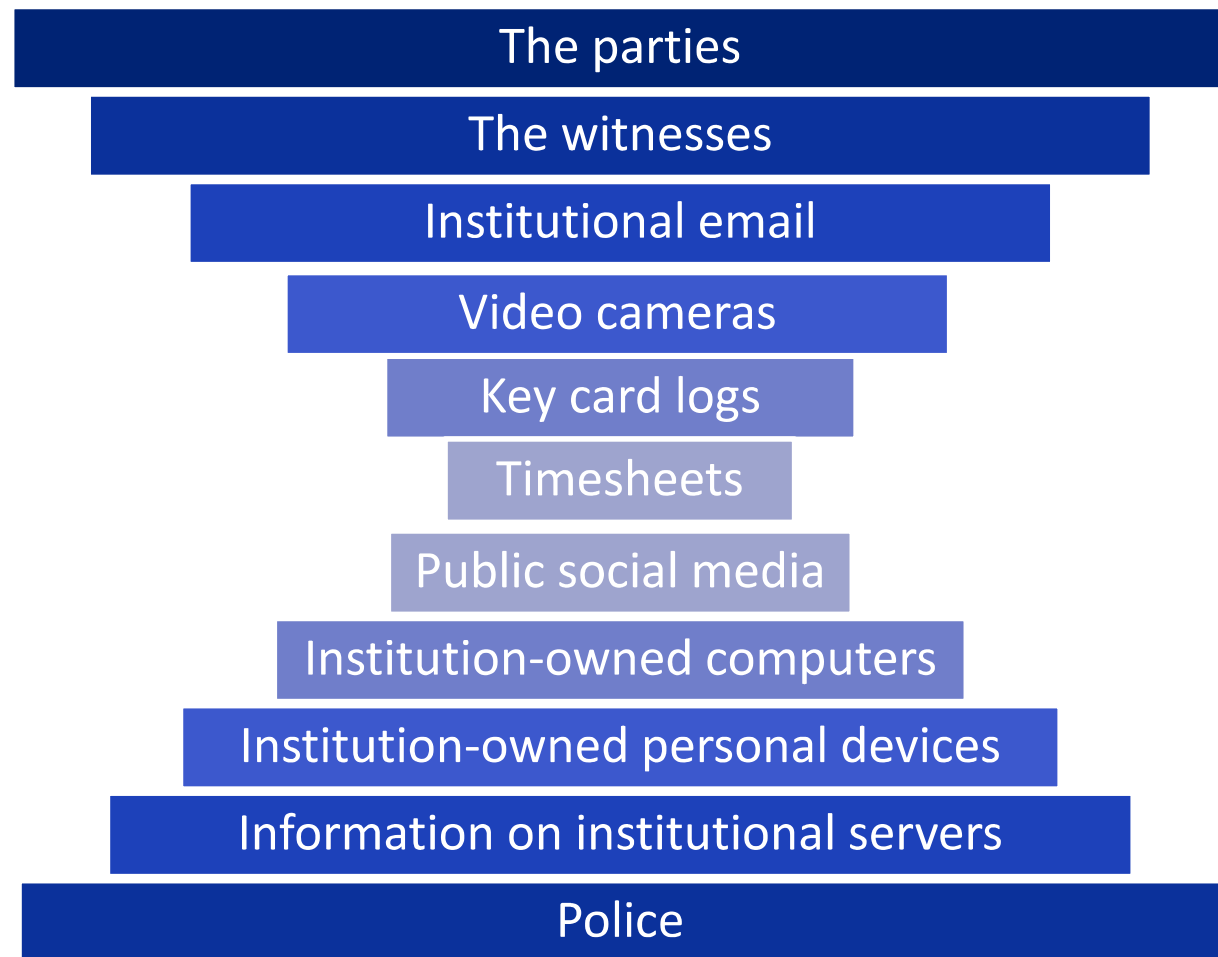 The parties
The witnesses
Institutional email
Video cameras
Key card logs
Timesheets
Public social media
Institution-owned computers
Institution-owned personal devices
Information on institutional servers
Police